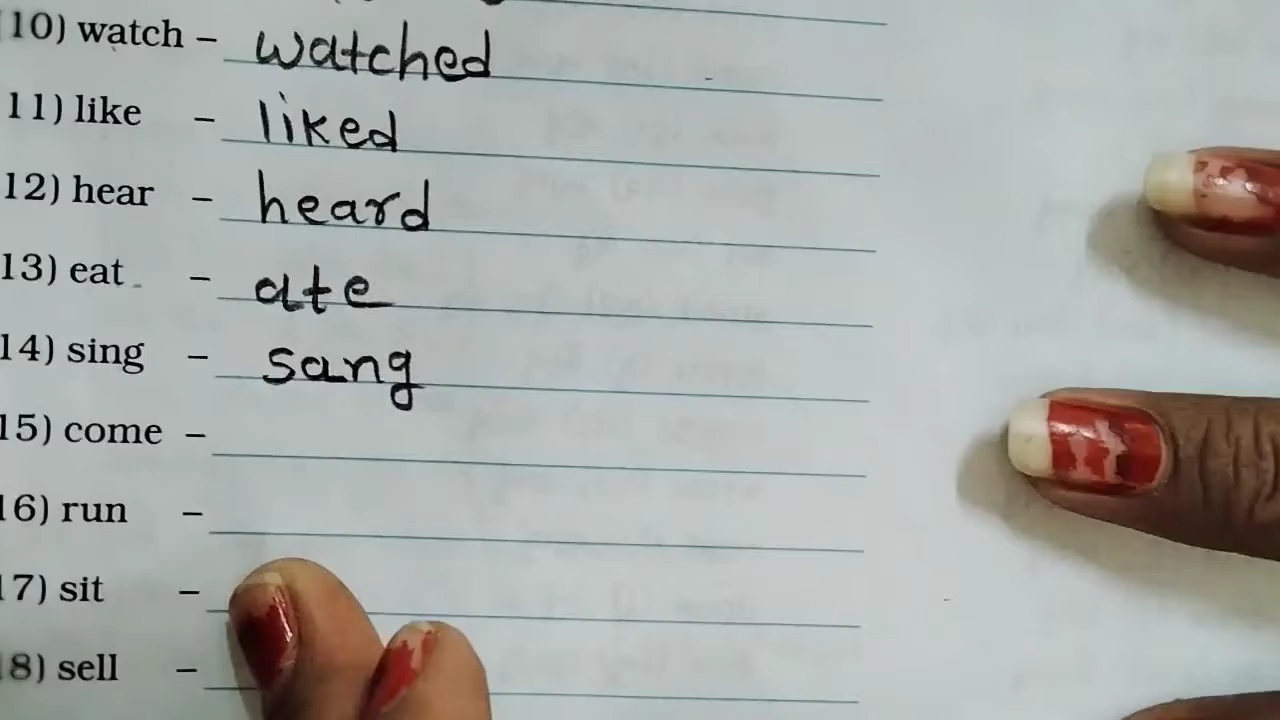 10) watch - watched
11) like - liked
12) hear - heard
13) eat - ate
14) sing - sang
15) come -
16) run -
17) sit -
18) sell -